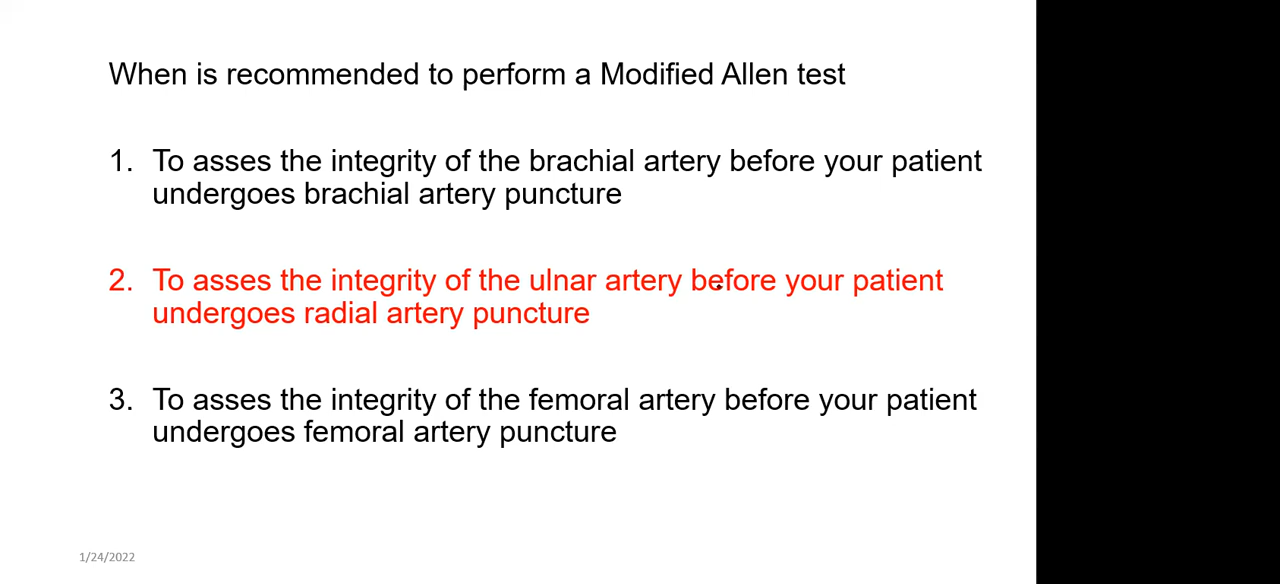 When is recommended to perform a Modified Allen test
1. To asses the integrity of the brachial artery before your patient
undergoes brachial artery puncture
2. To asses the integrity of the ulnar artery before your patient
undergoes radial artery puncture
3. To asses the integrity of the femoral artery before your patient
undergoes femoral artery puncture
1/24/2022